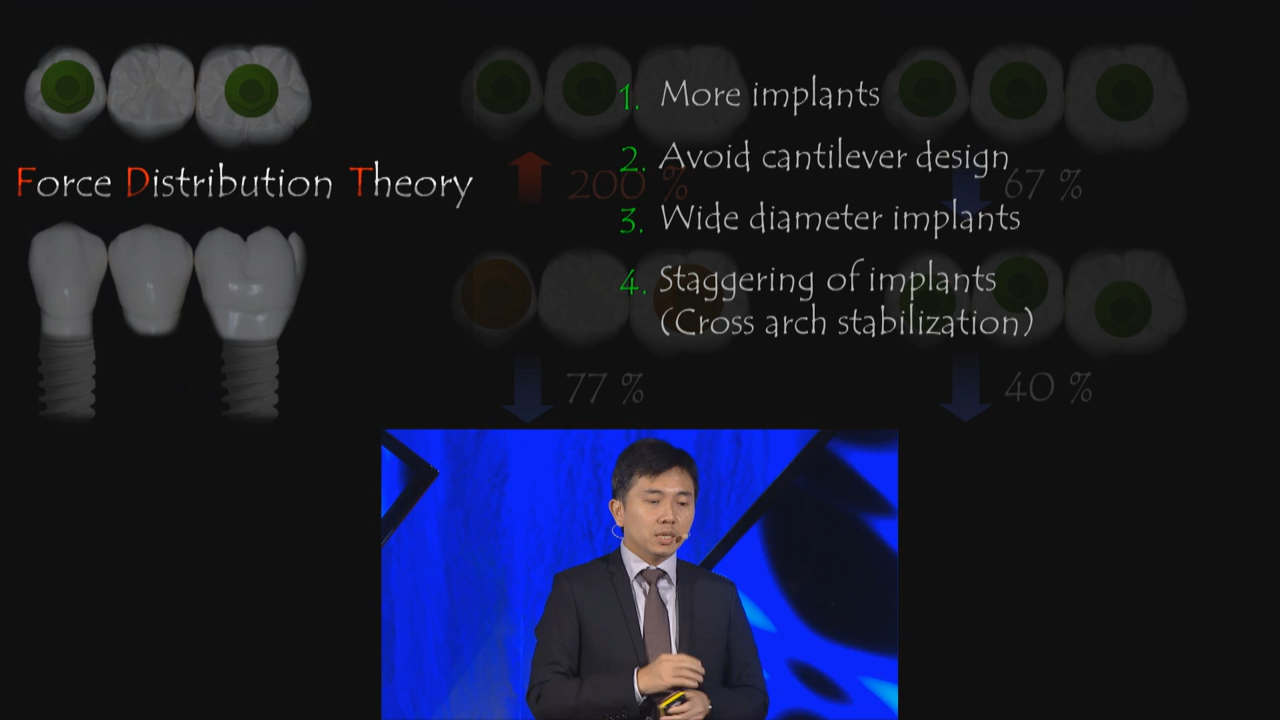 Force Distribution Theory
1. More implants
2. Avoid cantilever design
3. Wide diameter implants
4. Staggering of implants
(Cross arch stabilization)
200 %
67 %
77 %
40 %